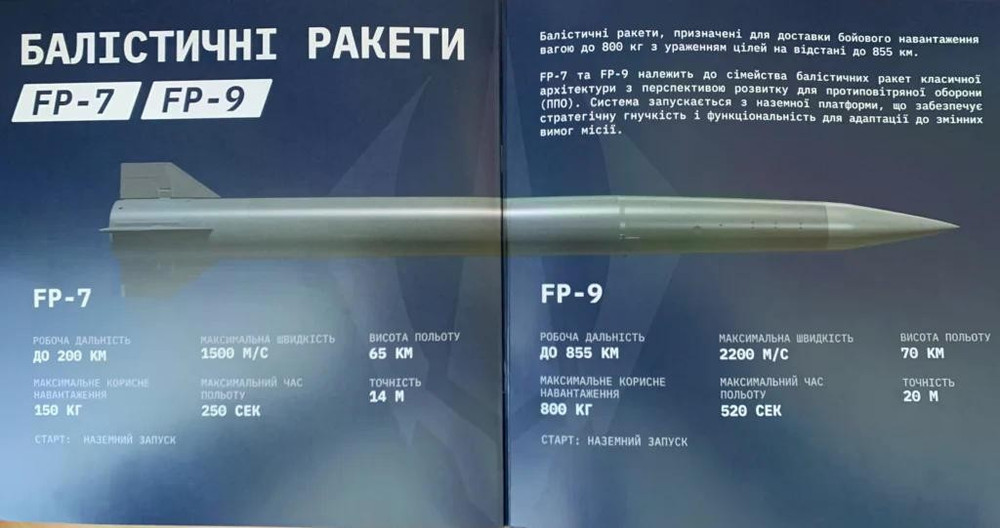 БАЛІСТИЧНІ РАКЕТИ
FP-7 FP-9
Балістичні ракети, призначені для доставки бойового навантаження
вагою до 800 кг з ураженням цілей на відстані до 855 км.
FP-7 та FP-9 належить до сімейства балістичних ракет класичної
архітектури з перспективою розвитку для протиповітряної оборони
(ППО). Система запускається з наземної платформи, що забезпечує
стратегічну гнучкість і функціональність для адаптації до змінних
вимог місії.
FP-7
РОБОЧА ДАЛЬНІСТЬ
ДО 200 КМ
МАКСИМАЛЬНА ШВИДКІСТЬ
1500 М/С
ВИСОТА ПОЛЬОТУ
65 КМ
МАКСИМАЛЬНЕ КОРИСНЕ
НАВАНТАЖЕННЯ
150 КГ
МАКСИМАЛЬНИЙ ЧАС
ПОЛЬОТУ
250 СЕК
ТОЧНІСТЬ
14 М
СТАРТ: НАЗЕМНИЙ ЗАПУСК
FP-9
РОБОЧА ДАЛЬНІСТЬ
ДО 855 КМ
МАКСИМАЛЬНА ШВИДКІСТЬ
2200 М/С
ВИСОТА ПОЛЬОТУ
70 КМ
МАКСИМАЛЬНЕ КОРИСНЕ
НАВАНТАЖЕННЯ
800 КГ
МАКСИМАЛЬНИЙ ЧАС
ПОЛЬОТУ
520 СЕК
ТОЧНІСТЬ
20 М
СТАРТ: НАЗЕМНИЙ ЗАПУСК